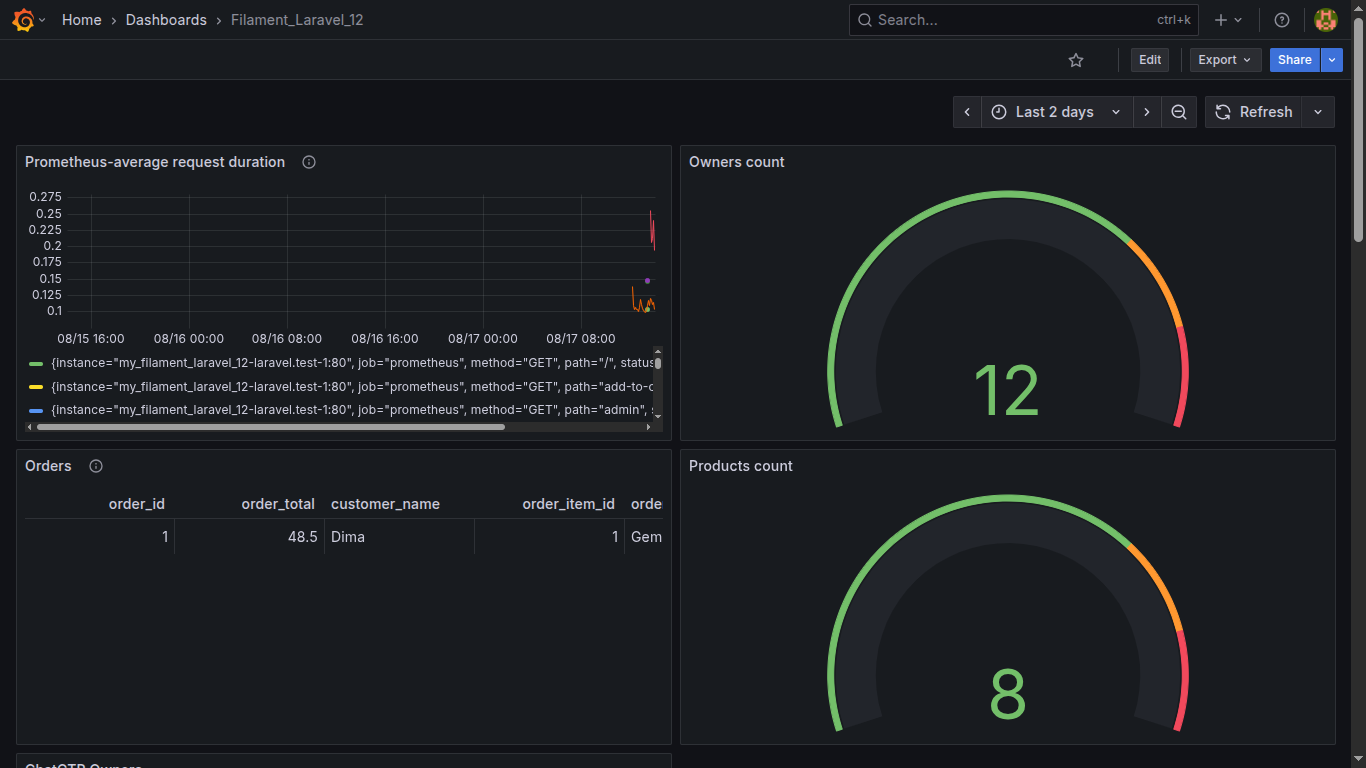 Home › Dashboards › Filament_Laravel_12
Search... ctrl+k
Edit Export Share
Last 2 days Refresh
Prometheus-average request duration
0.275
0.25
0.225
0.2
0.175
0.15
0.125
0.1
08/15 16:00 08/16 00:00 08/16 08:00 08/16 16:00 08/17 00:00 08/17 08:00
{instance="my_filament_laravel_12-laravel.test-1:80", job="prometheus", method="GET", path="/", status
{instance="my_filament_laravel_12-laravel.test-1:80", job="prometheus", method="GET", path="add-to-c
{instance="my_filament_laravel_12-laravel.test-1:80", job="prometheus", method="GET", path="admin", s
Owners count
12
Orders
order_id order_total customer_name order_item_id orde
1 48.5 Dima 1 Gem
Products count
8
ChatGTP Owners